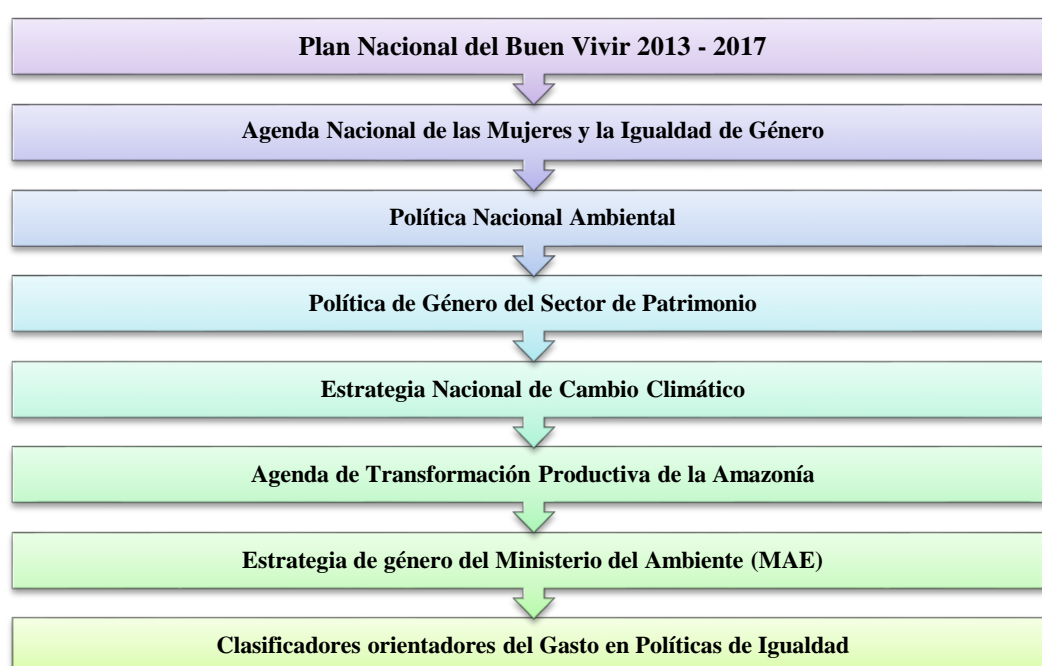 Plan Nacional del Buen Vivir 2013 - 2017
Agenda Nacional de las Mujeres y la Igualdad de Género
Política Nacional Ambiental
Política de Género del Sector de Patrimonio
Estrategia Nacional de Cambio Climático
Agenda de Transformación Productiva de la Amazonía
Estrategia de género del Ministerio del Ambiente (MAE)
Clasificadores orientadores del Gasto en Políticas de Igualdad